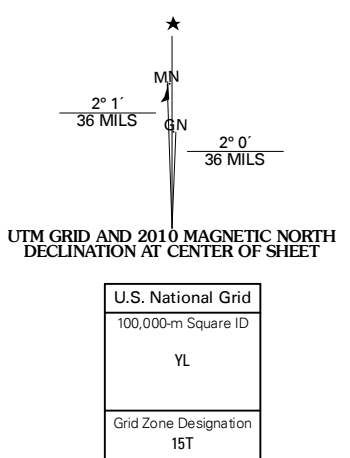 ★
MN
2° 1´
36 MILS
GN
2° 0´
36 MILS
UTM GRID AND 2010 MAGNETIC NORTH
DECLINATION AT CENTER OF SHEET
U.S. National Grid
100,000-m Square ID
YL
Grid Zone Designation
15T